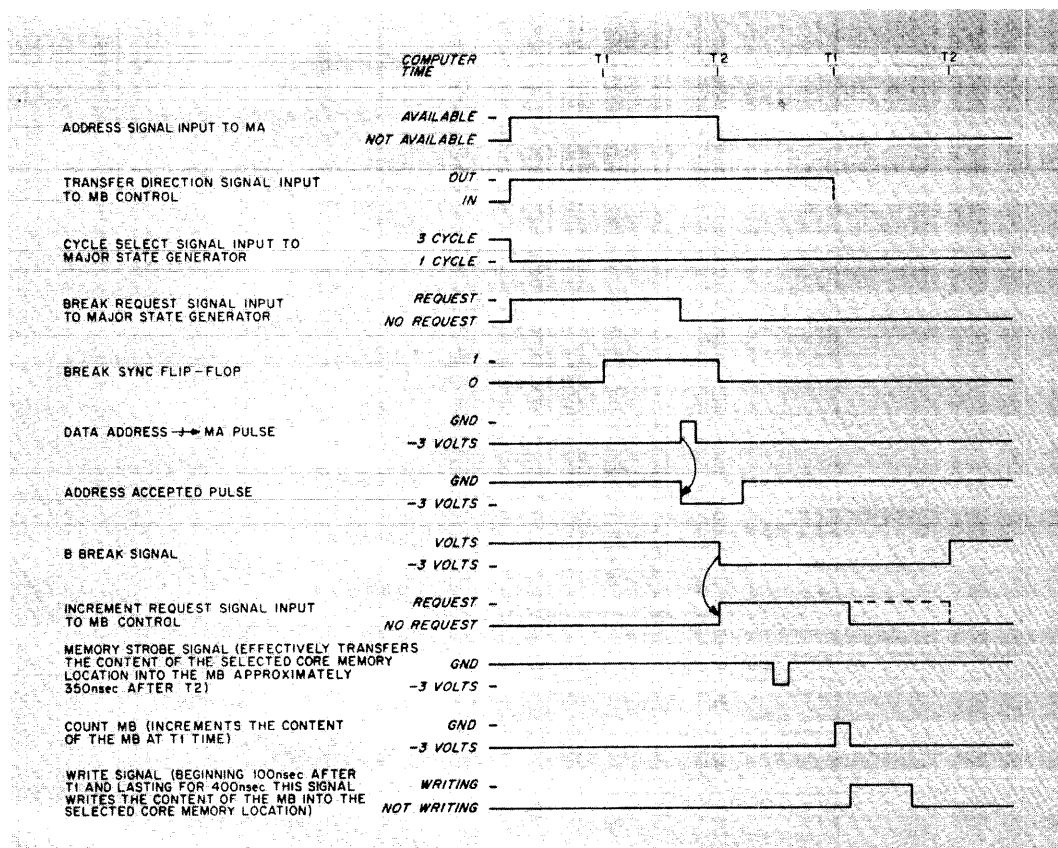 COMPUTER TIME T1 T2 T1 T2
ADDRESS SIGNAL INPUT TO MA
AVAILABLE
NOT AVAILABLE
TRANSFER DIRECTION SIGNAL INPUT
TO MB CONTROL
OUT
IN
CYCLE SELECT SIGNAL INPUT TO
MAJOR STATE GENERATOR
3 CYCLE
1 CYCLE
BREAK REQUEST SIGNAL INPUT
TO MAJOR STATE GENERATOR
REQUEST
NO REQUEST
BREAK SYNC FLIP-FLOP
1
0
DATA ADDRESS → MA PULSE
GND
-3 VOLTS
ADDRESS ACCEPTED PULSE
GND
-3 VOLTS
B BREAK SIGNAL
VOLTS
-3 VOLTS
INCREMENT REQUEST SIGNAL INPUT
TO MB CONTROL
REQUEST
NO REQUEST
MEMORY STROBE SIGNAL (EFFECTIVELY TRANSFERS
THE CONTENT OF THE SELECTED CORE MEMORY
LOCATION INTO THE MB APPROXIMATELY
350nsec AFTER T2)
GND
-3 VOLTS
COUNT MB (INCREMENTS THE CONTENT
OF THE MB AT T1 TIME)
GND
-3 VOLTS
WRITE SIGNAL (BEGINNING 100nsec AFTER
T1 AND LASTING FOR 400nsec THIS SIGNAL
WRITES THE CONTENT OF THE MB INTO THE
SELECTED CORE MEMORY LOCATION)
WRITING
NOT WRITING